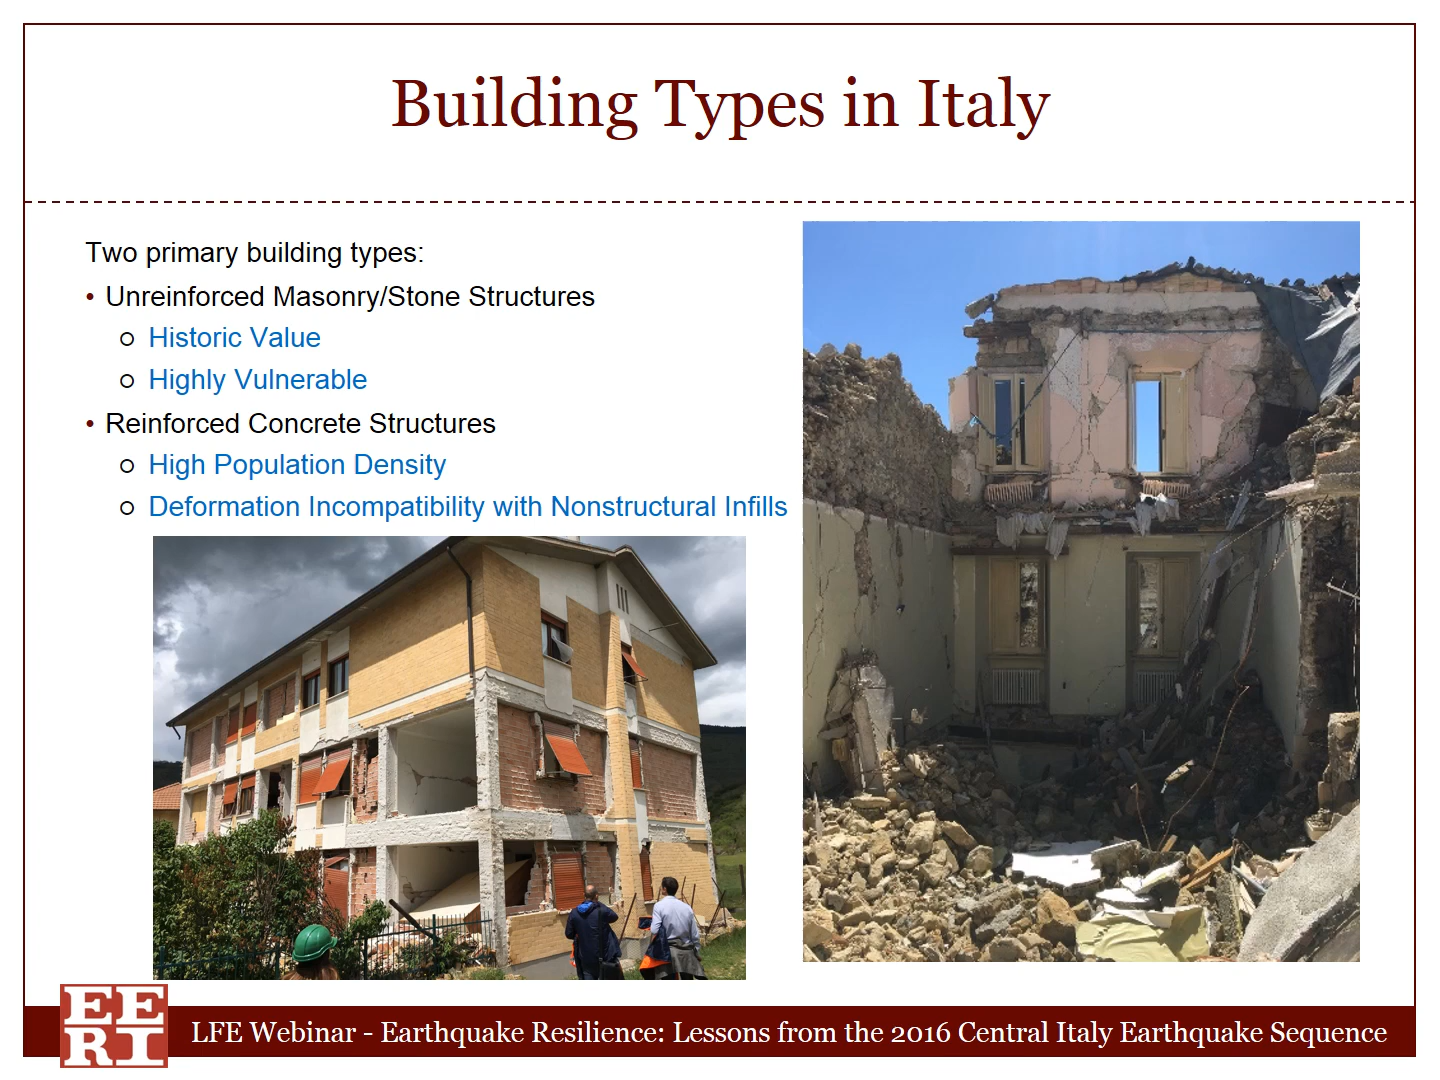 Building Types in Italy
Two primary building types:
• Unreinforced Masonry/Stone Structures
○ Historic Value
○ Highly Vulnerable
• Reinforced Concrete Structures
○ High Population Density
○ Deformation Incompatibility with Nonstructural Infills
EE
RI
LFE Webinar - Earthquake Resilience: Lessons from the 2016 Central Italy Earthquake Sequence